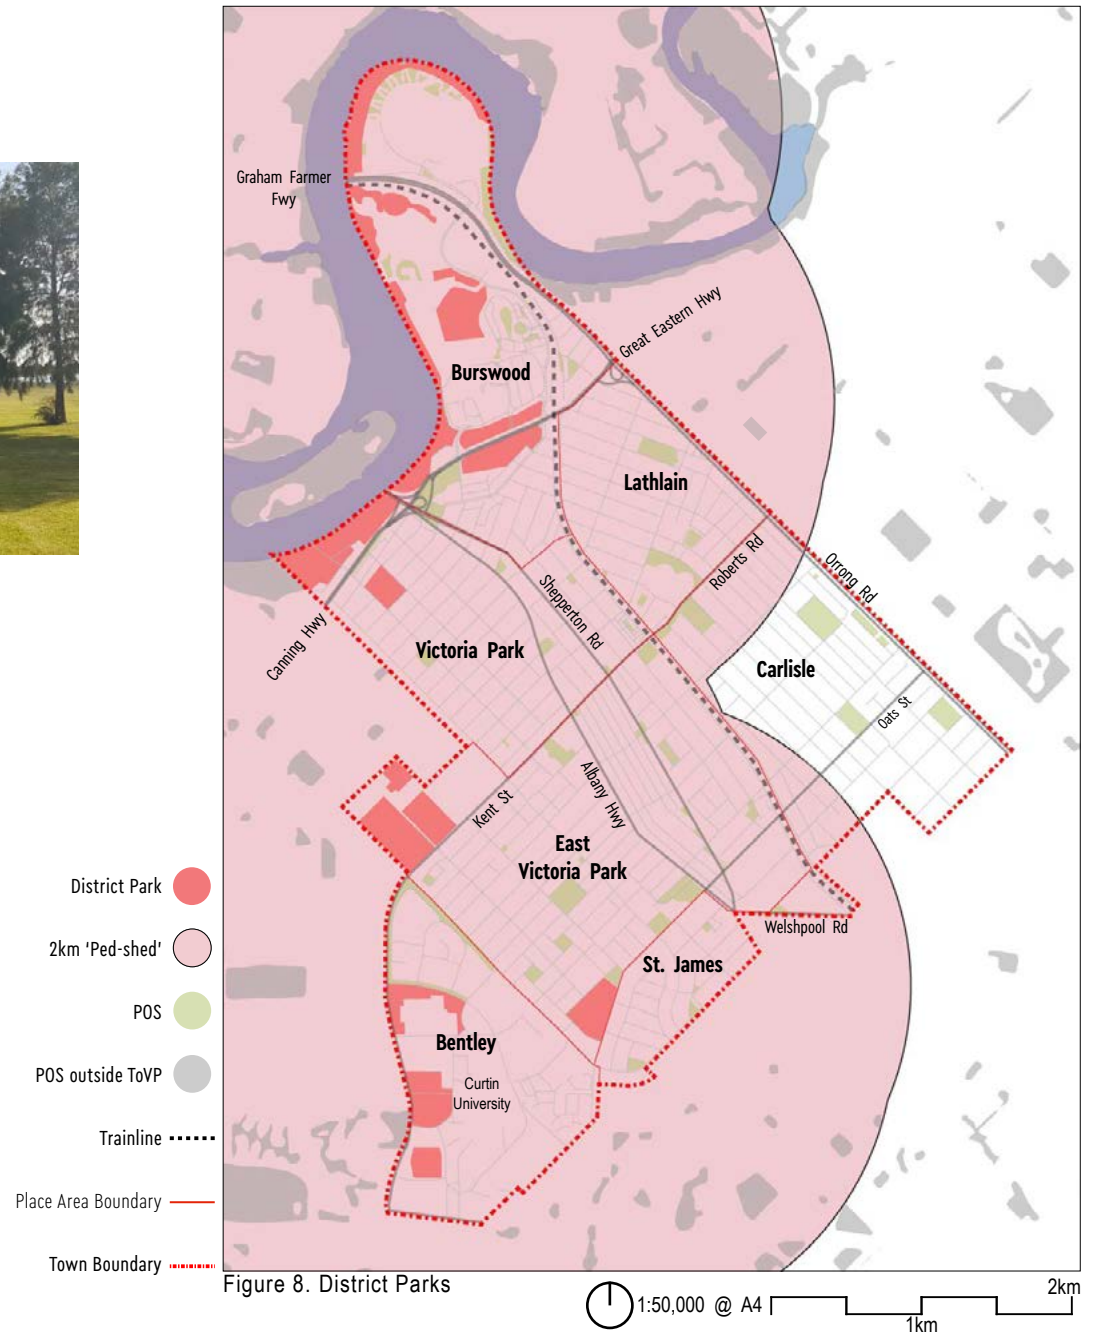 Graham Farmer
Fwy
Great Eastern Hwy
Burswood
Lathlain
Orrong Rd
Roberts Rd
Shepperton Rd
Canning Hwy
Victoria Park
Carlisle
Oats St
Albany Hwy
Kent St
East
Victoria Park
Welshpool Rd
St. James
Bentley
Curtin
University
District Park
2km 'Ped-shed'
POS
POS outside ToVP
Trainline
Place Area Boundary
Town Boundary
Figure 8. District Parks
1:50,000 @ A4
1km
2km